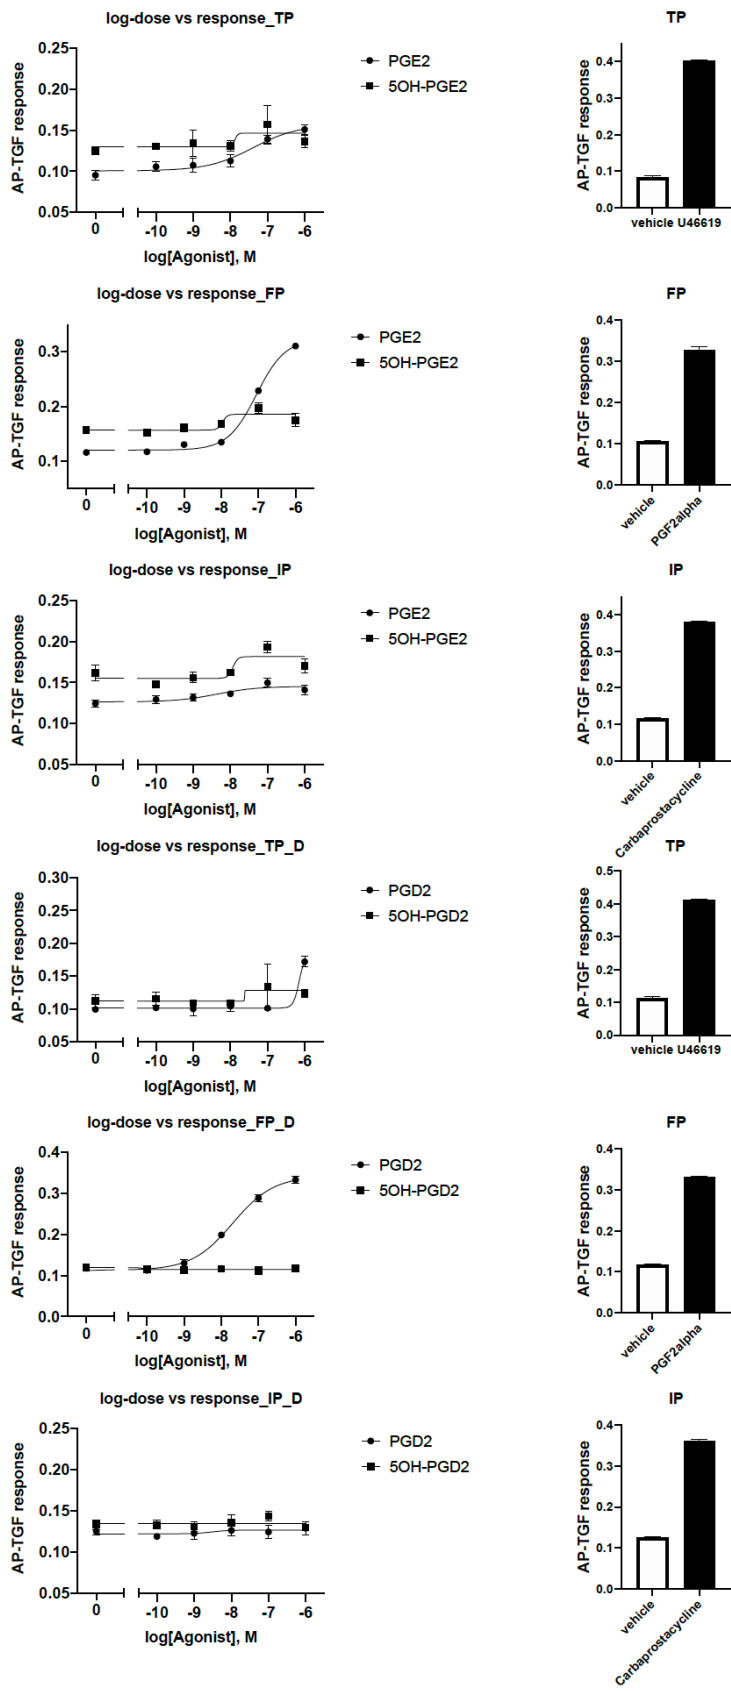 log-dose vs response_TP
AP-TGF response
0.25
0.20
0.15
0.10
0.05
0 -10 -9 -8 -7 -6
log[Agonist], M
PGE2
5OH-PGE2
TP
AP-TGF response
0.4
0.3
0.2
0.1
0.0
vehicle U46619
log-dose vs response_FP
AP-TGF response
0.3
0.2
0.1
0 -10 -9 -8 -7 -6
log[Agonist], M
PGE2
5OH-PGE2
FP
AP-TGF response
0.4
0.3
0.2
0.1
0.0
vehicle
PGF2alpha
log-dose vs response_IP
AP-TGF response
0.25
0.20
0.15
0.10
0.05
0 -10 -9 -8 -7 -6
log[Agonist], M
PGE2
5OH-PGE2
IP
AP-TGF response
0.4
0.3
0.2
0.1
0.0
vehicle
Carbaprostacycline
log-dose vs response_TP_D
AP-TGF response
0.30
0.25
0.20
0.15
0.10
0.05
0 -10 -9 -8 -7 -6
log[Agonist], M
PGD2
5OH-PGD2
TP
AP-TGF response
0.5
0.4
0.3
0.2
0.1
0.0
vehicle U46619
log-dose vs response_FP_D
AP-TGF response
0.4
0.3
0.2
0.1
0.0
0 -10 -9 -8 -7 -6
log[Agonist], M
PGD2
5OH-PGD2
FP
AP-TGF response
0.4
0.3
0.2
0.1
0.0
vehicle
PGF2alpha
log-dose vs response_IP_D
AP-TGF response
0.25
0.20
0.15
0.10
0.05
0 -10 -9 -8 -7 -6
log[Agonist], M
PGD2
5OH-PGD2
IP
AP-TGF response
0.4
0.3
0.2
0.1
0.0
vehicle
Carbaprostacycline